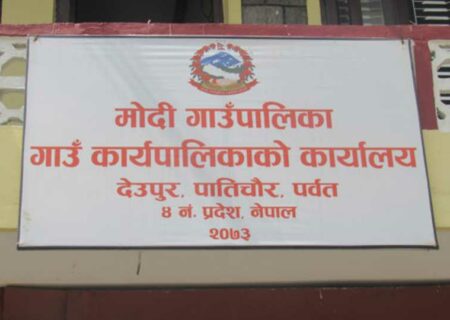 मोदी गाउँपालिका
गाउँ कार्यपालिकाको कार्यालय
देउपुर, पातिचौर, पर्वत
४ नं. प्रदेश, नेपाल
२०७३